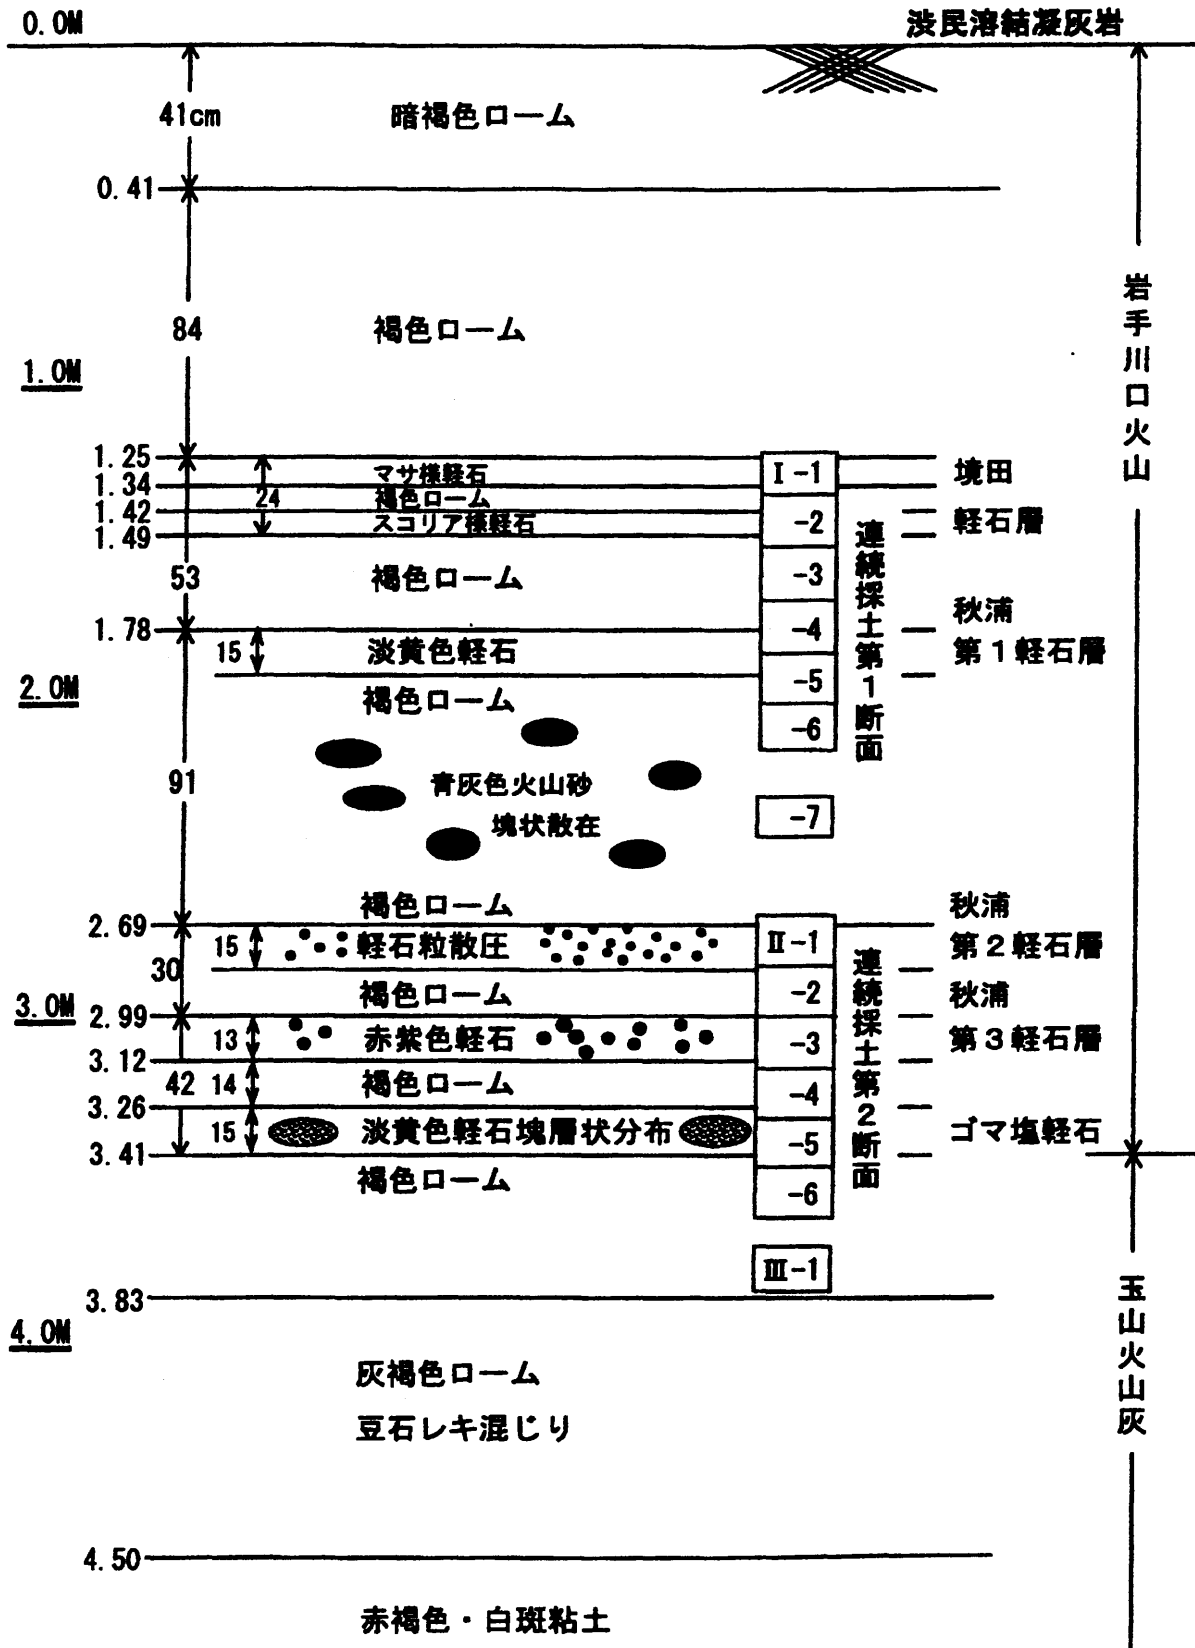 0.0M
渋民溶結凝灰岩
41cm
暗褐色ローム
0.41
84
褐色ローム
岩手川口火山
1.0M
1.25
マサ様軽石
I-1
境田
1.34
24
褐色ローム
1.42
スコリア様軽石
-2
軽石層
1.49
連続採土第1断面
53
褐色ローム
-3
秋浦
1.78
-4
15
淡黄色軽石
第1軽石層
2.0M
褐色ローム
-5
-6
91
青灰色火山砂
塊状散在
-7
褐色ローム
秋浦
2.69
15
軽石粒散圧
II-1
第2軽石層
30
連続採土第2断面
褐色ローム
-2
秋浦
3.0M
2.99
13
赤紫色軽石
-3
第3軽石層
3.12
42
14
褐色ローム
-4
3.26
15
淡黄色軽石塊層状分布
-5
ゴマ塩軽石
3.41
褐色ローム
-6
III-1
3.83
玉山火山灰
4.0M
灰褐色ローム
豆石レキ混じり
4.50
赤褐色・白斑粘土